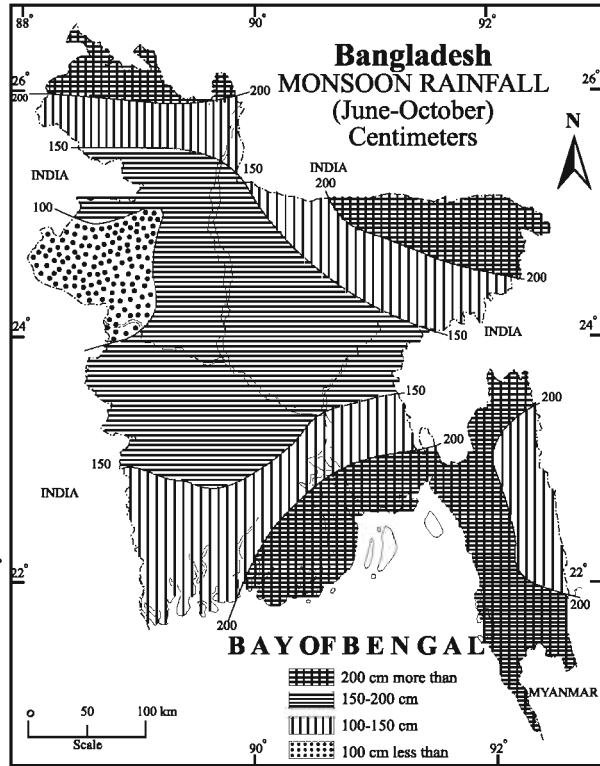 88° 90° 92°
Bangladesh
MONSOON RAINFALL
(June-October)
Centimeters
26° 26°
200 200
N
150
INDIA
150
INDIA
200
100
200
24° 24°
150
INDIA
150
200
200
150
INDIA
22° 22°
200
200
BAY OF BENGAL
200 cm more than
150-200 cm
100-150 cm
100 cm less than
MYANMAR
0 50 100 km
Scale
90° 92°